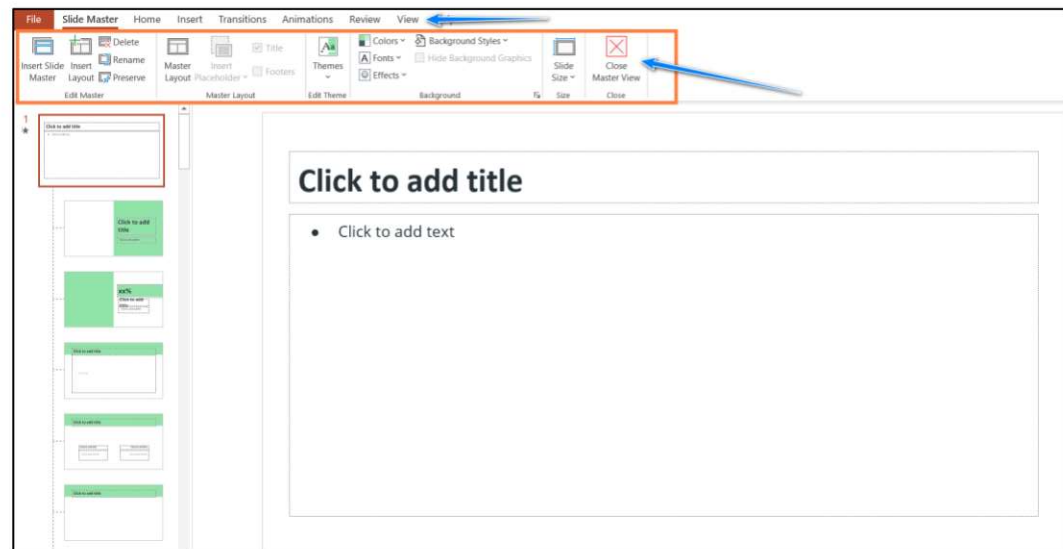 File Slide Master Home Insert Transitions Animations Review View
Insert Slide Master
Insert Layout
Delete
Rename
Preserve
Edit Master
Master Layout
Insert Placeholder
Title
Footers
Master Layout
Themes
Edit Theme
Colors
Fonts
Effects
Background Styles
Hide Background Graphics
Background
Slide Size
Size
Close Master View
Close
1
Click to add title
Click to add title
• Click to add text
Click to add
title
xx%
Click to add
title
Click to add title
Click to add title
Click to add title